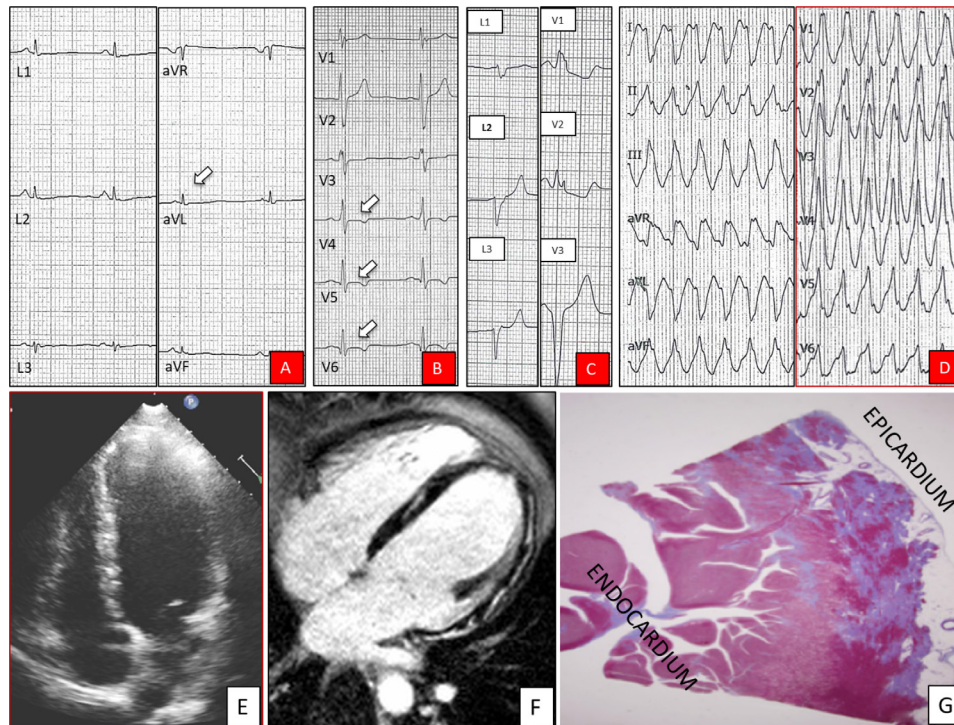 L1
L2
L3
aVR
aVL
aVF
A
V1
V2
V3
V4
V5
V6
B
L1
L2
L3
V1
V2
V3
C
I
II
III
aVR
aVL
aVF
V1
V2
V3
V4
V5
V6
D
P
E
F
EPICARDIUM
ENDOCARDIUM
G